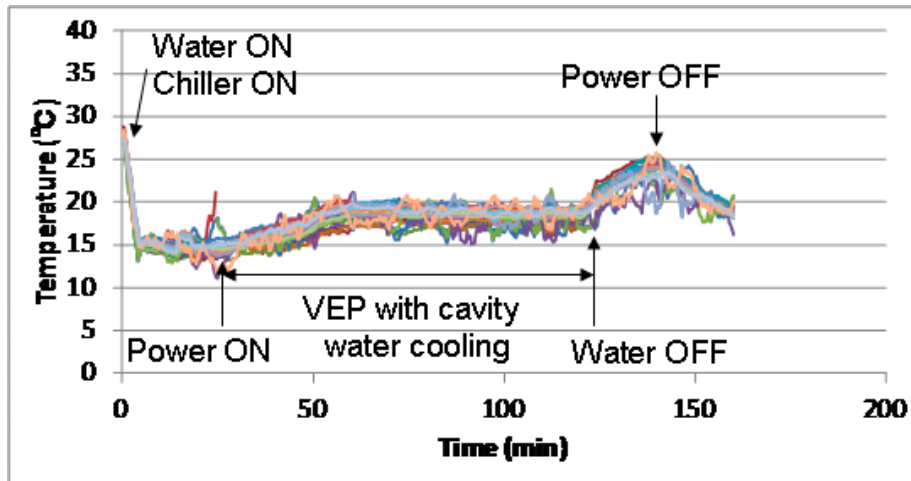 40
35
30
25
20
15
10
5
0
Temperature (°C)
Water ON
Chiller ON
Power OFF
VEP with cavity
water cooling
Power ON
Water OFF
0
50
100
150
200
Time (min)